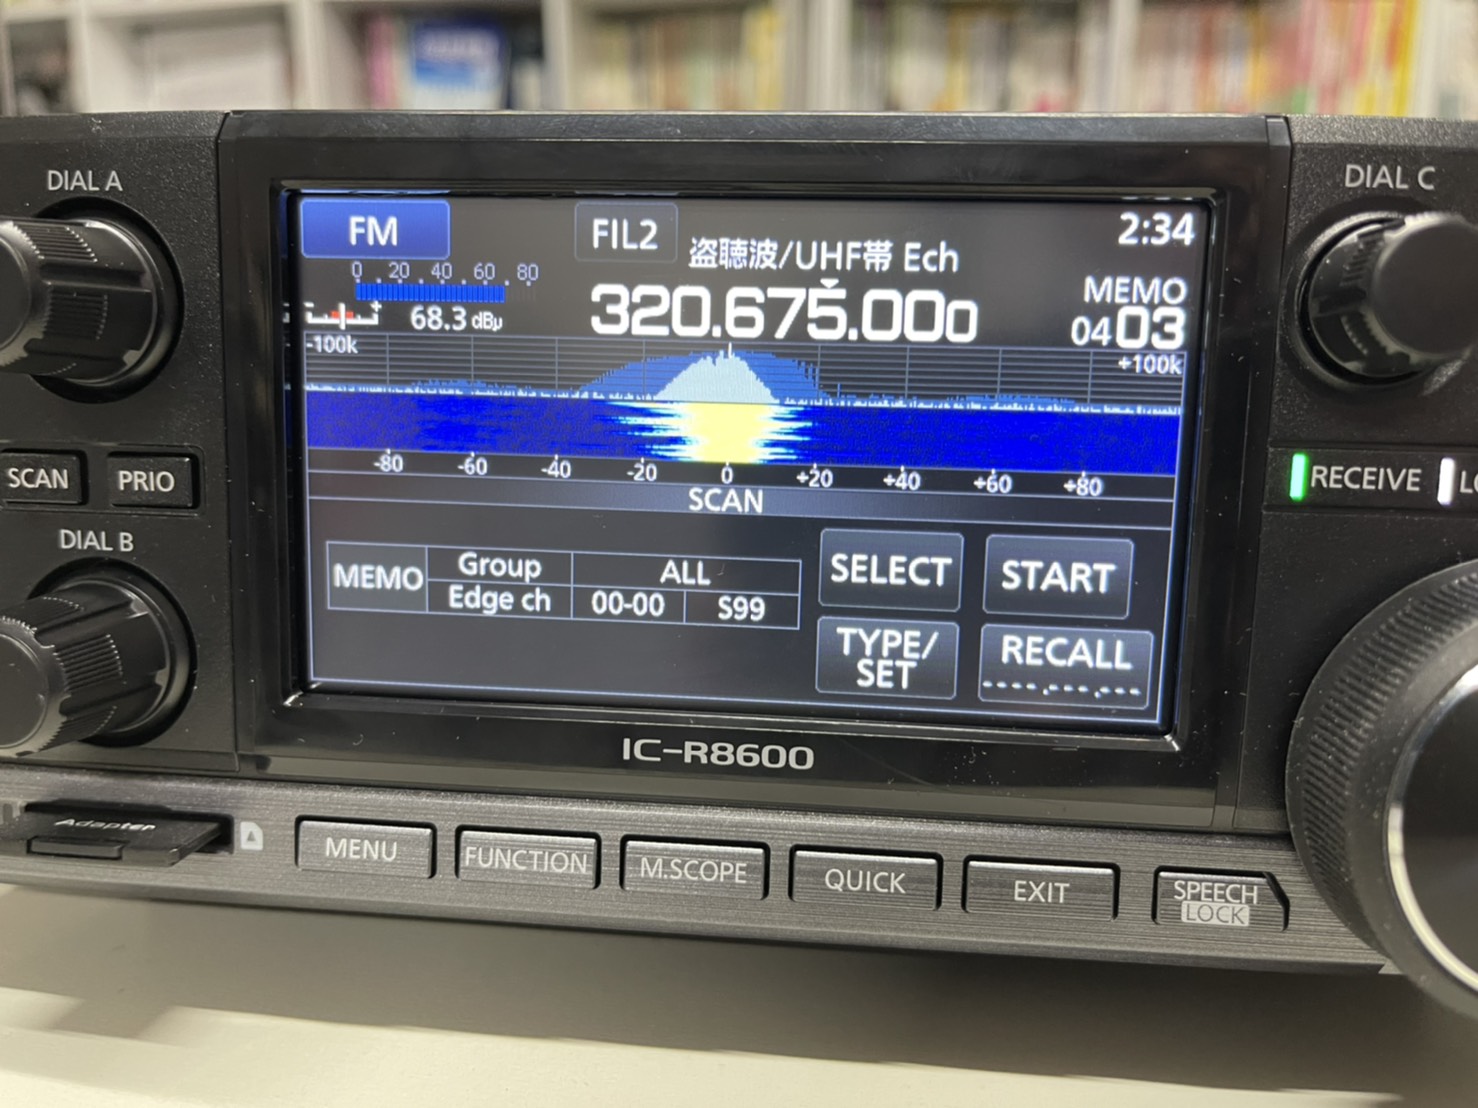 DIAL A
DIAL C
FM
FIL2
盗聴波/UHF帯 Ech
2:34
0 20 40 60 80
68.3 dBμ
320.675.000
MEMO
04 03
-100k
+100k
-80 -60 -40 -20 0 +20 +40 +60 +80
SCAN
SCAN
PRIO
RECEIVE
DIAL B
MEMO
Group
ALL
Edge ch
00-00
S99
SELECT
START
TYPE/
SET
RECALL
----.---.---
IC-R8600
Adapter
MENU
FUNCTION
M.SCOPE
QUICK
EXIT
SPEECH
LOCK